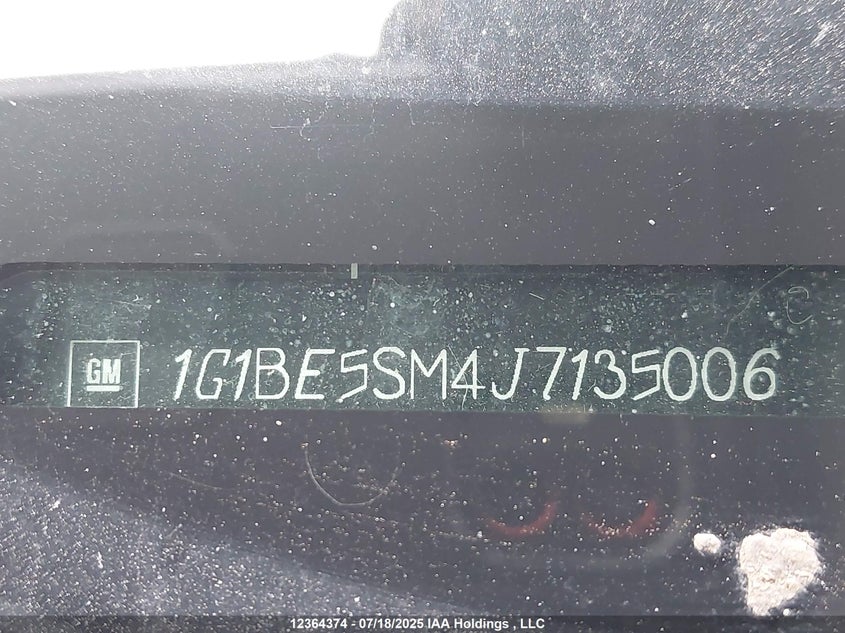 GM 1G1BE5SM4J7135006
12364374 - 07/18/2025 IAA Holdings , LLC